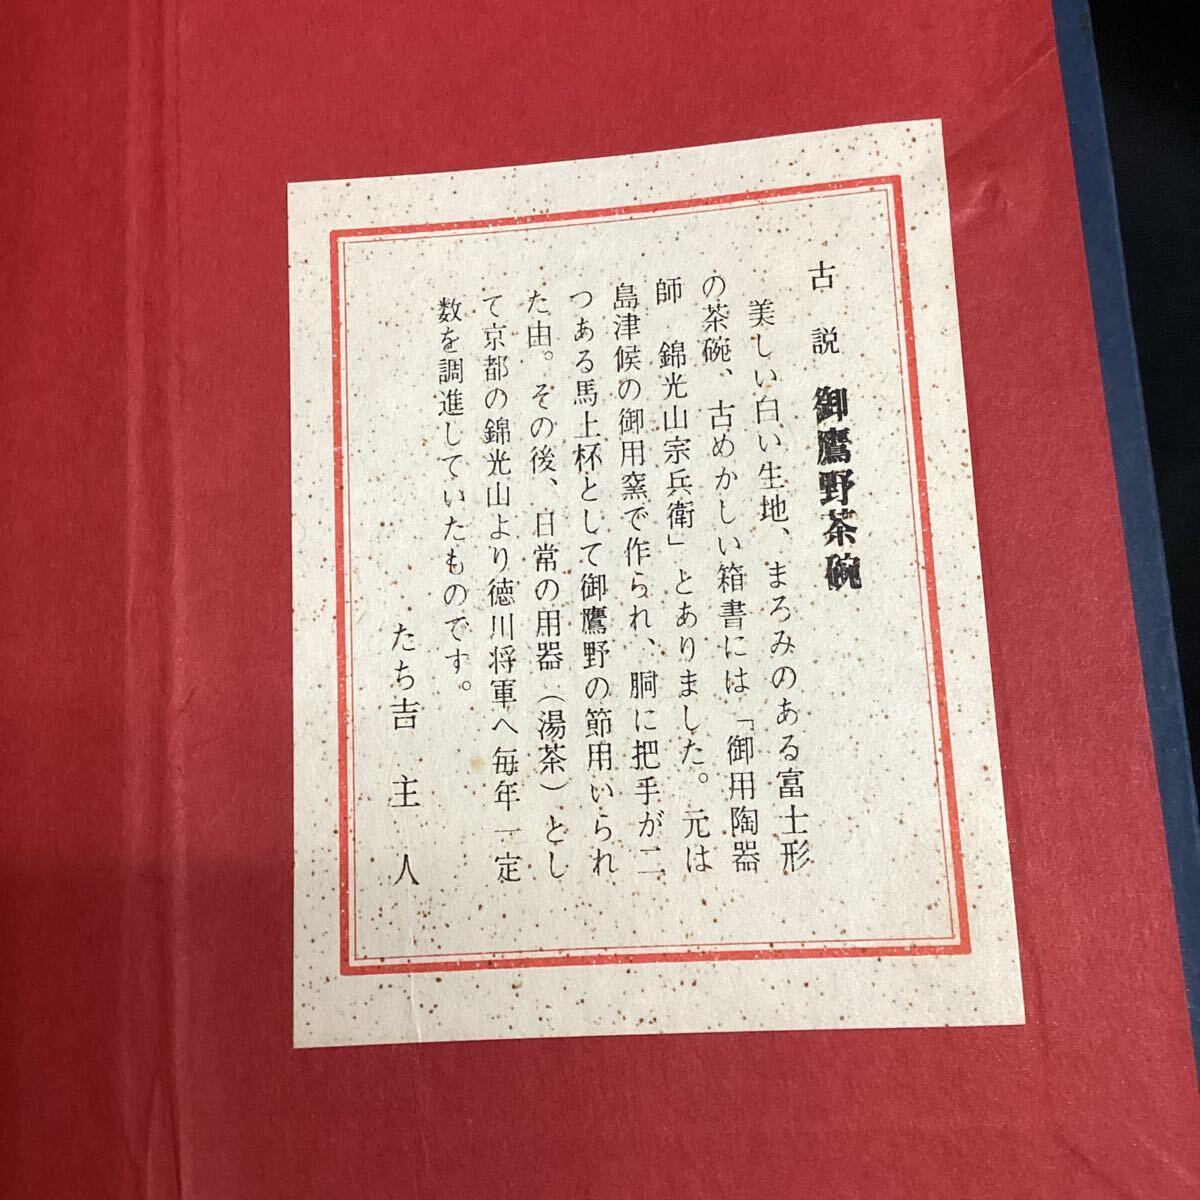 古説 御鷹野茶碗
美しい白い生地、まろみのある富士形
の茶碗、古めかしい箱書には「御用陶器
師 錦光山宗兵衛」とありました。元は
島津侯の御用窯で作られ、胴に把手が二
つある馬上杯として御鷹野の節用いられ
た由。その後、日常の用器（湯茶）とし
て京都の錦光山より徳川将軍へ毎年一定
数を調進していたものです。
たち吉 主人